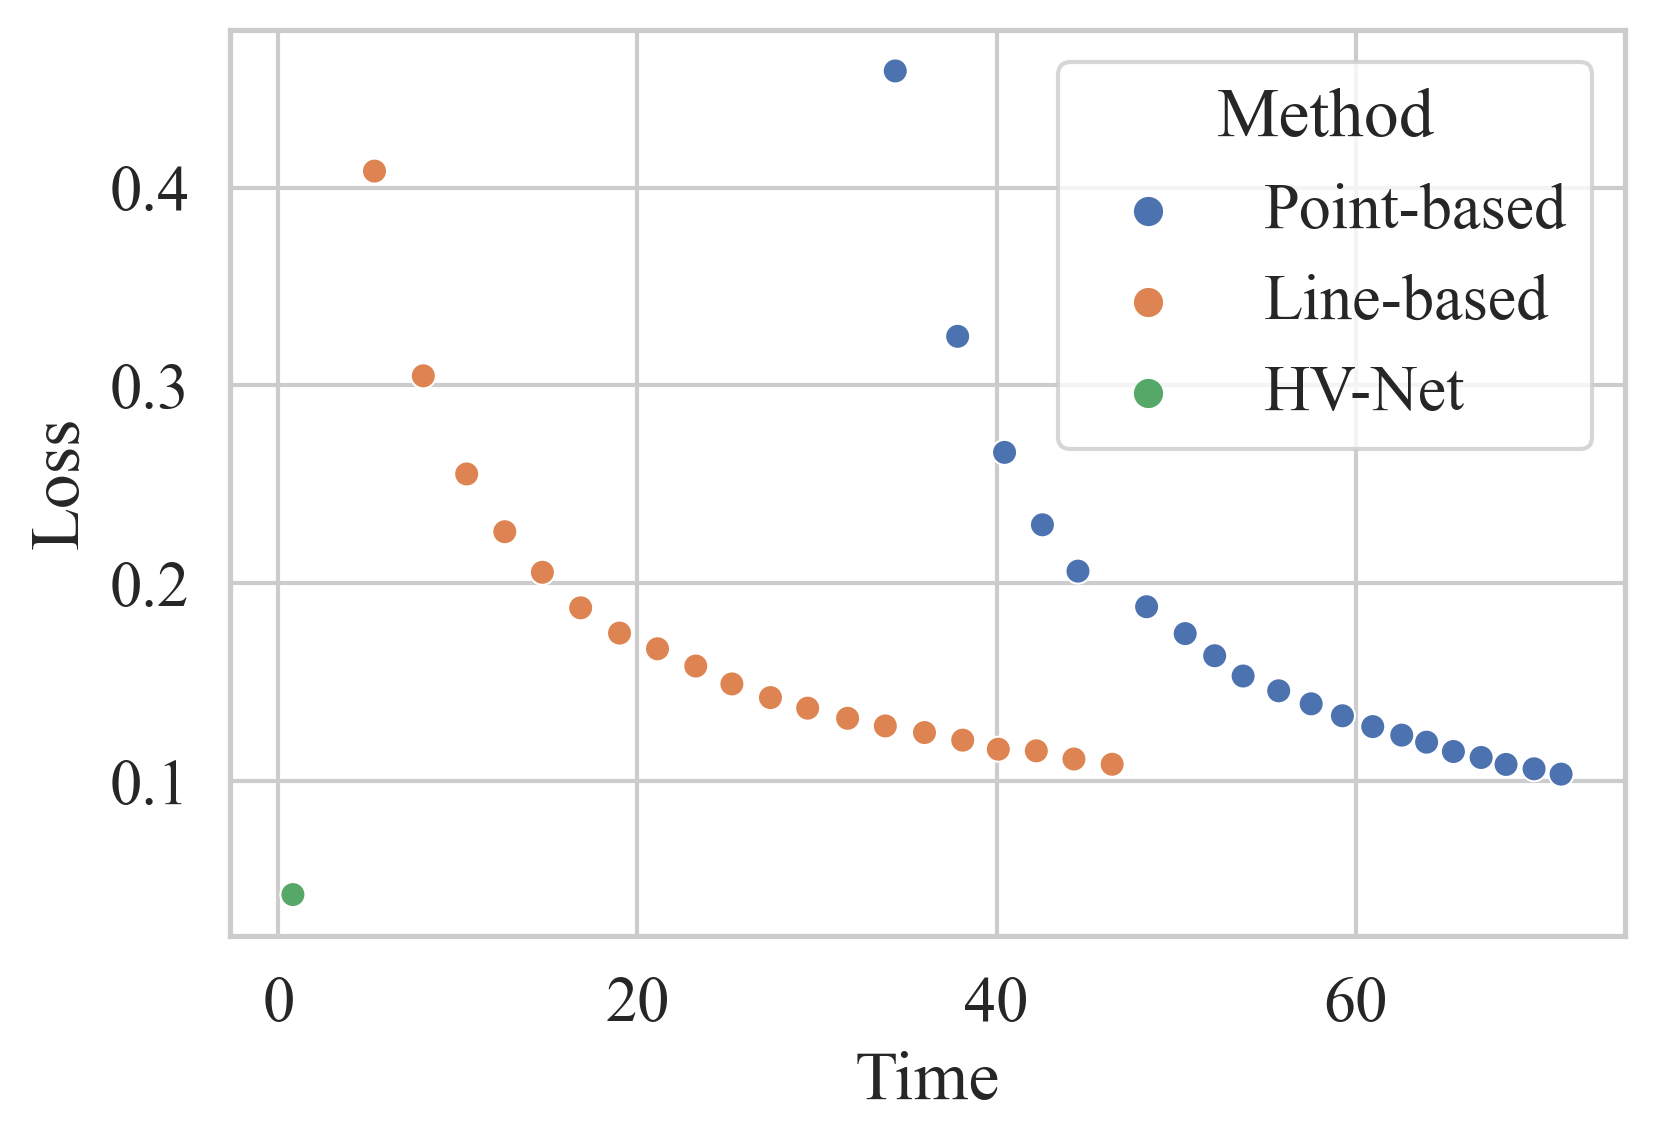 Method
Point-based
Line-based
HV-Net
Loss
0.4
0.3
0.2
0.1
0 20 40 60
Time